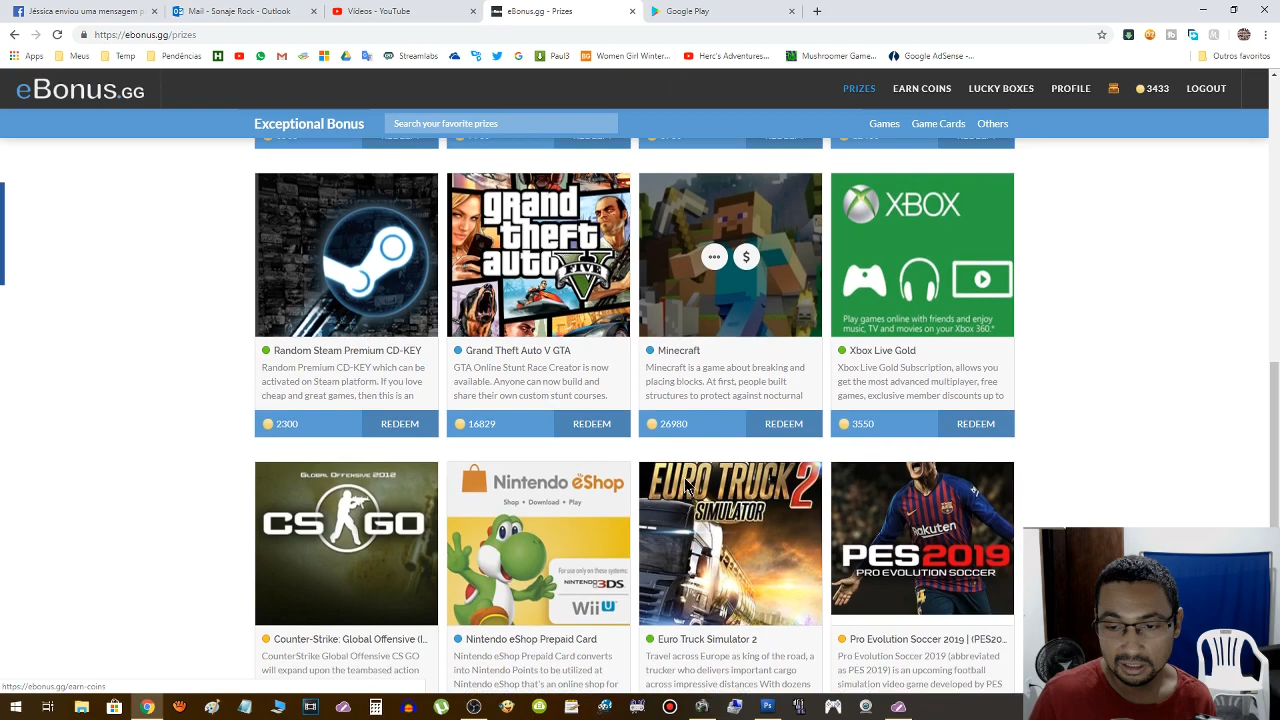 Jéssica enviou uma mensagem
Mail - Sonaje Rock - Outlook
Vídeos - YouTube
eBonus.gg - Prizes
Google Play
https://ebonus.gg/prizes
Apps
Meus
Temp
Pendências
Streamlabs
Paul3
Women Girl Winter...
Herc's Adventures...
Mushroomer Game...
Google AdSense -...
Outros favoritos
eBonus.GG
PRIZES
EARN COINS
LUCKY BOXES
PROFILE
3433
LOGOUT
Exceptional Bonus
Search your favorite prizes
Games
Game Cards
Others
grand
theft
auto V
FIVE
XBOX
Play games online with friends and enjoy
music, TV and movies on your Xbox 360.*
Random Steam Premium CD-KEY
Random Premium CD-KEY which can be
activated on Steam platform. If you love
cheap and great games, then this is an
2300
REDEEM
Grand Theft Auto V GTA
GTA Online Stunt Race Creator is now
available. Anyone can now build and
share their own custom stunt courses.
16829
REDEEM
Minecraft
Minecraft is a game about breaking and
placing blocks. At first, people built
structures to protect against nocturnal
26980
REDEEM
Xbox Live Gold
Xbox Live Gold Subscription, allows you
get the most advanced multiplayer, free
games, exclusive member discounts up to
3550
REDEEM
GLOBAL OFFENSIVE 2012
CS GO
Nintendo eShop
Shop • Download • Play
For use only on these systems:
NINTENDO 3DS
Wii U
EURO TRUCK 2
SIMULATOR
Rakuten
PES2019
PRO EVOLUTION SOCCER
Counter-Strike: Global Offensive (I...
CounterStrike Global Offensive CS GO
will expand upon the teambased action
Nintendo eShop Prepaid Card
Nintendo eShop Prepaid Card converts
into Nintendo Points to be utilized at
Nintendo eShop that's an online shop for
Euro Truck Simulator 2
Travel across Europe as king of the road, a
trucker who delivers important cargo
across impressive distances With dozens
Pro Evolution Soccer 2019 | (PES20...
Pro Evolution Soccer 2019 (abbreviated
as PES 2019) is an upcoming football
simulation video game developed by PES
https://ebonus.gg/earn-coins